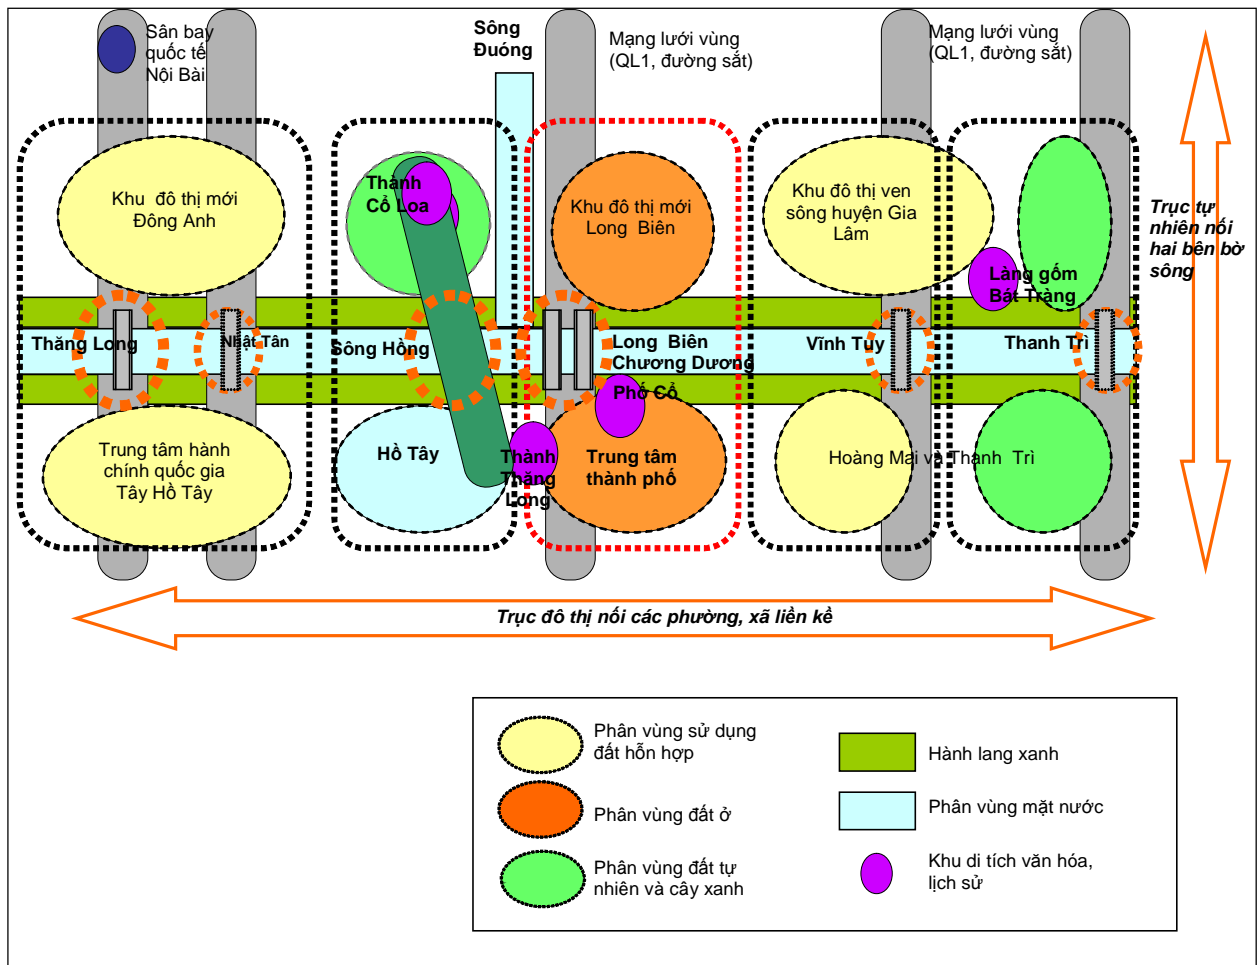 Sân bay
quốc tế
Nội Bài
Sông
Đuống
Mạng lưới vùng
(QL1, đường sắt)
Mạng lưới vùng
(QL1, đường sắt)
Khu đô thị mới
Đông Anh
Thành
Cổ Loa
Khu đô thị mới
Long Biên
Khu đô thị ven
sông huyện Gia
Lâm
Trục tự
nhiên nối
hai bên bờ
sông
Làng gốm
Bát Tràng
Thăng Long
Nhật Tân
Sông Hồng
Long Biên
Chương Dương
Vĩnh Tuy
Thanh Trì
Phố Cổ
Trung tâm hành
chính quốc gia
Tây Hồ Tây
Hồ Tây
Thành
Thăng
Long
Trung tâm
thành phố
Hoàng Mai và Thanh Trì
Trục đô thị nối các phường, xã liền kề
Phân vùng sử dụng
đất hỗn hợp
Phân vùng đất ở
Phân vùng đất tự
nhiên và cây xanh
Hành lang xanh
Phân vùng mặt nước
Khu di tích văn hóa,
lịch sử